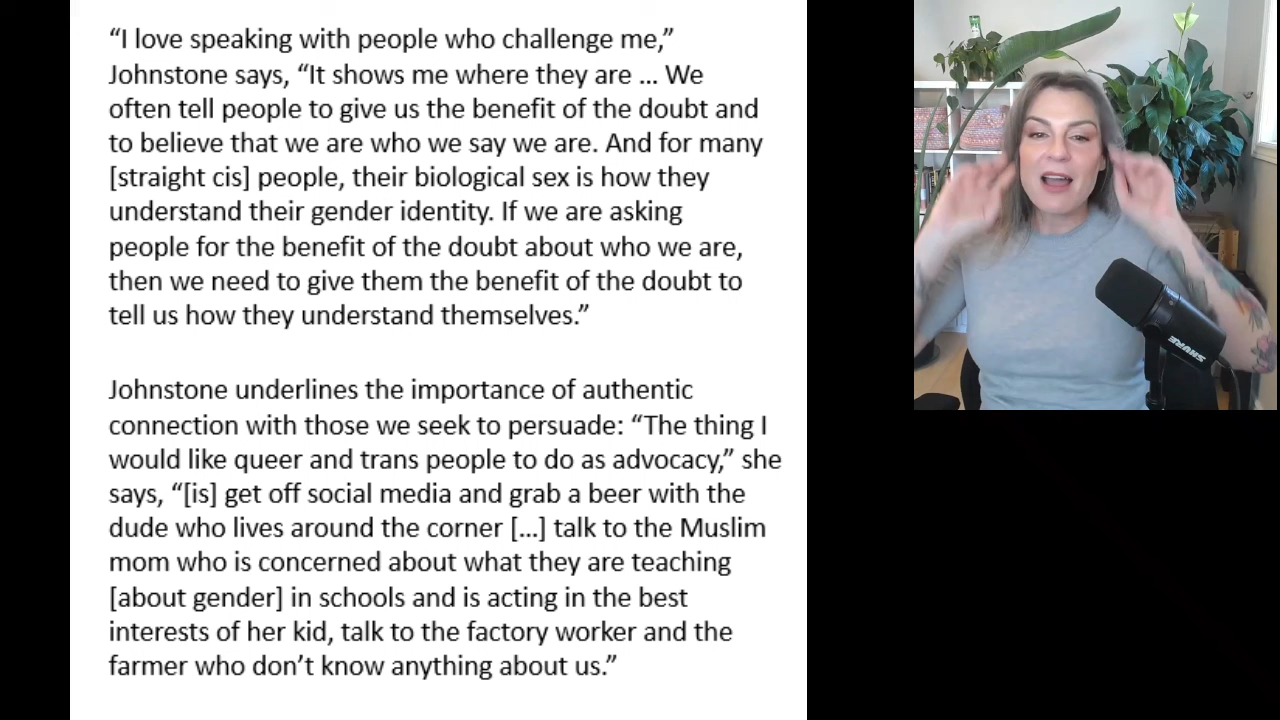 “I love speaking with people who challenge me,”
Johnstone says, “It shows me where they are ... We
often tell people to give us the benefit of the doubt and
to believe that we are who we say we are. And for many
[straight cis] people, their biological sex is how they
understand their gender identity. If we are asking
people for the benefit of the doubt about who we are,
then we need to give them the benefit of the doubt to
tell us how they understand themselves.”
Johnstone underlines the importance of authentic
connection with those we seek to persuade: “The thing I
would like queer and trans people to do as advocacy,” she
says, “[is] get off social media and grab a beer with the
dude who lives around the corner [...] talk to the Muslim
mom who is concerned about what they are teaching
[about gender] in schools and is acting in the best
interests of her kid, talk to the factory worker and the
farmer who don’t know anything about us.”
SHURE